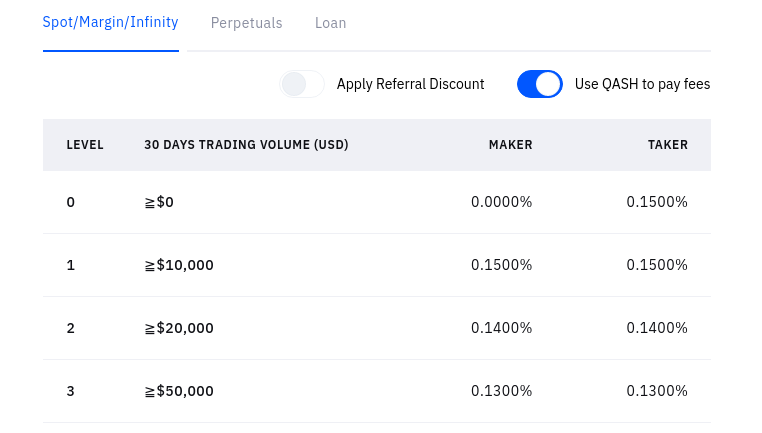 Spot/Margin/Infinity Perpetuals Loan
Apply Referral Discount Use QASH to pay fees
LEVEL 30 DAYS TRADING VOLUME (USD) MAKER TAKER
0 ≧$0 0.0000% 0.1500%
1 ≧$10,000 0.1500% 0.1500%
2 ≧$20,000 0.1400% 0.1400%
3 ≧$50,000 0.1300% 0.1300%